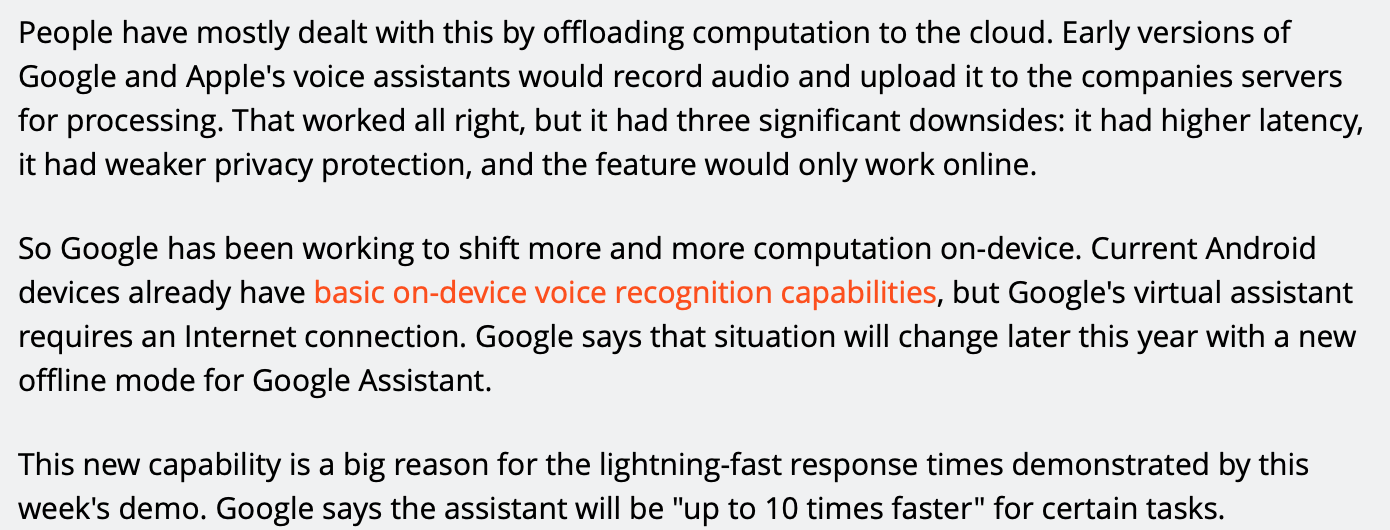 People have mostly dealt with this by offloading computation to the cloud. Early versions of
Google and Apple's voice assistants would record audio and upload it to the companies servers
for processing. That worked all right, but it had three significant downsides: it had higher latency,
it had weaker privacy protection, and the feature would only work online.
So Google has been working to shift more and more computation on-device. Current Android
devices already have basic on-device voice recognition capabilities, but Google's virtual assistant
requires an Internet connection. Google says that situation will change later this year with a new
offline mode for Google Assistant.
This new capability is a big reason for the lightning-fast response times demonstrated by this
week's demo. Google says the assistant will be "up to 10 times faster" for certain tasks.